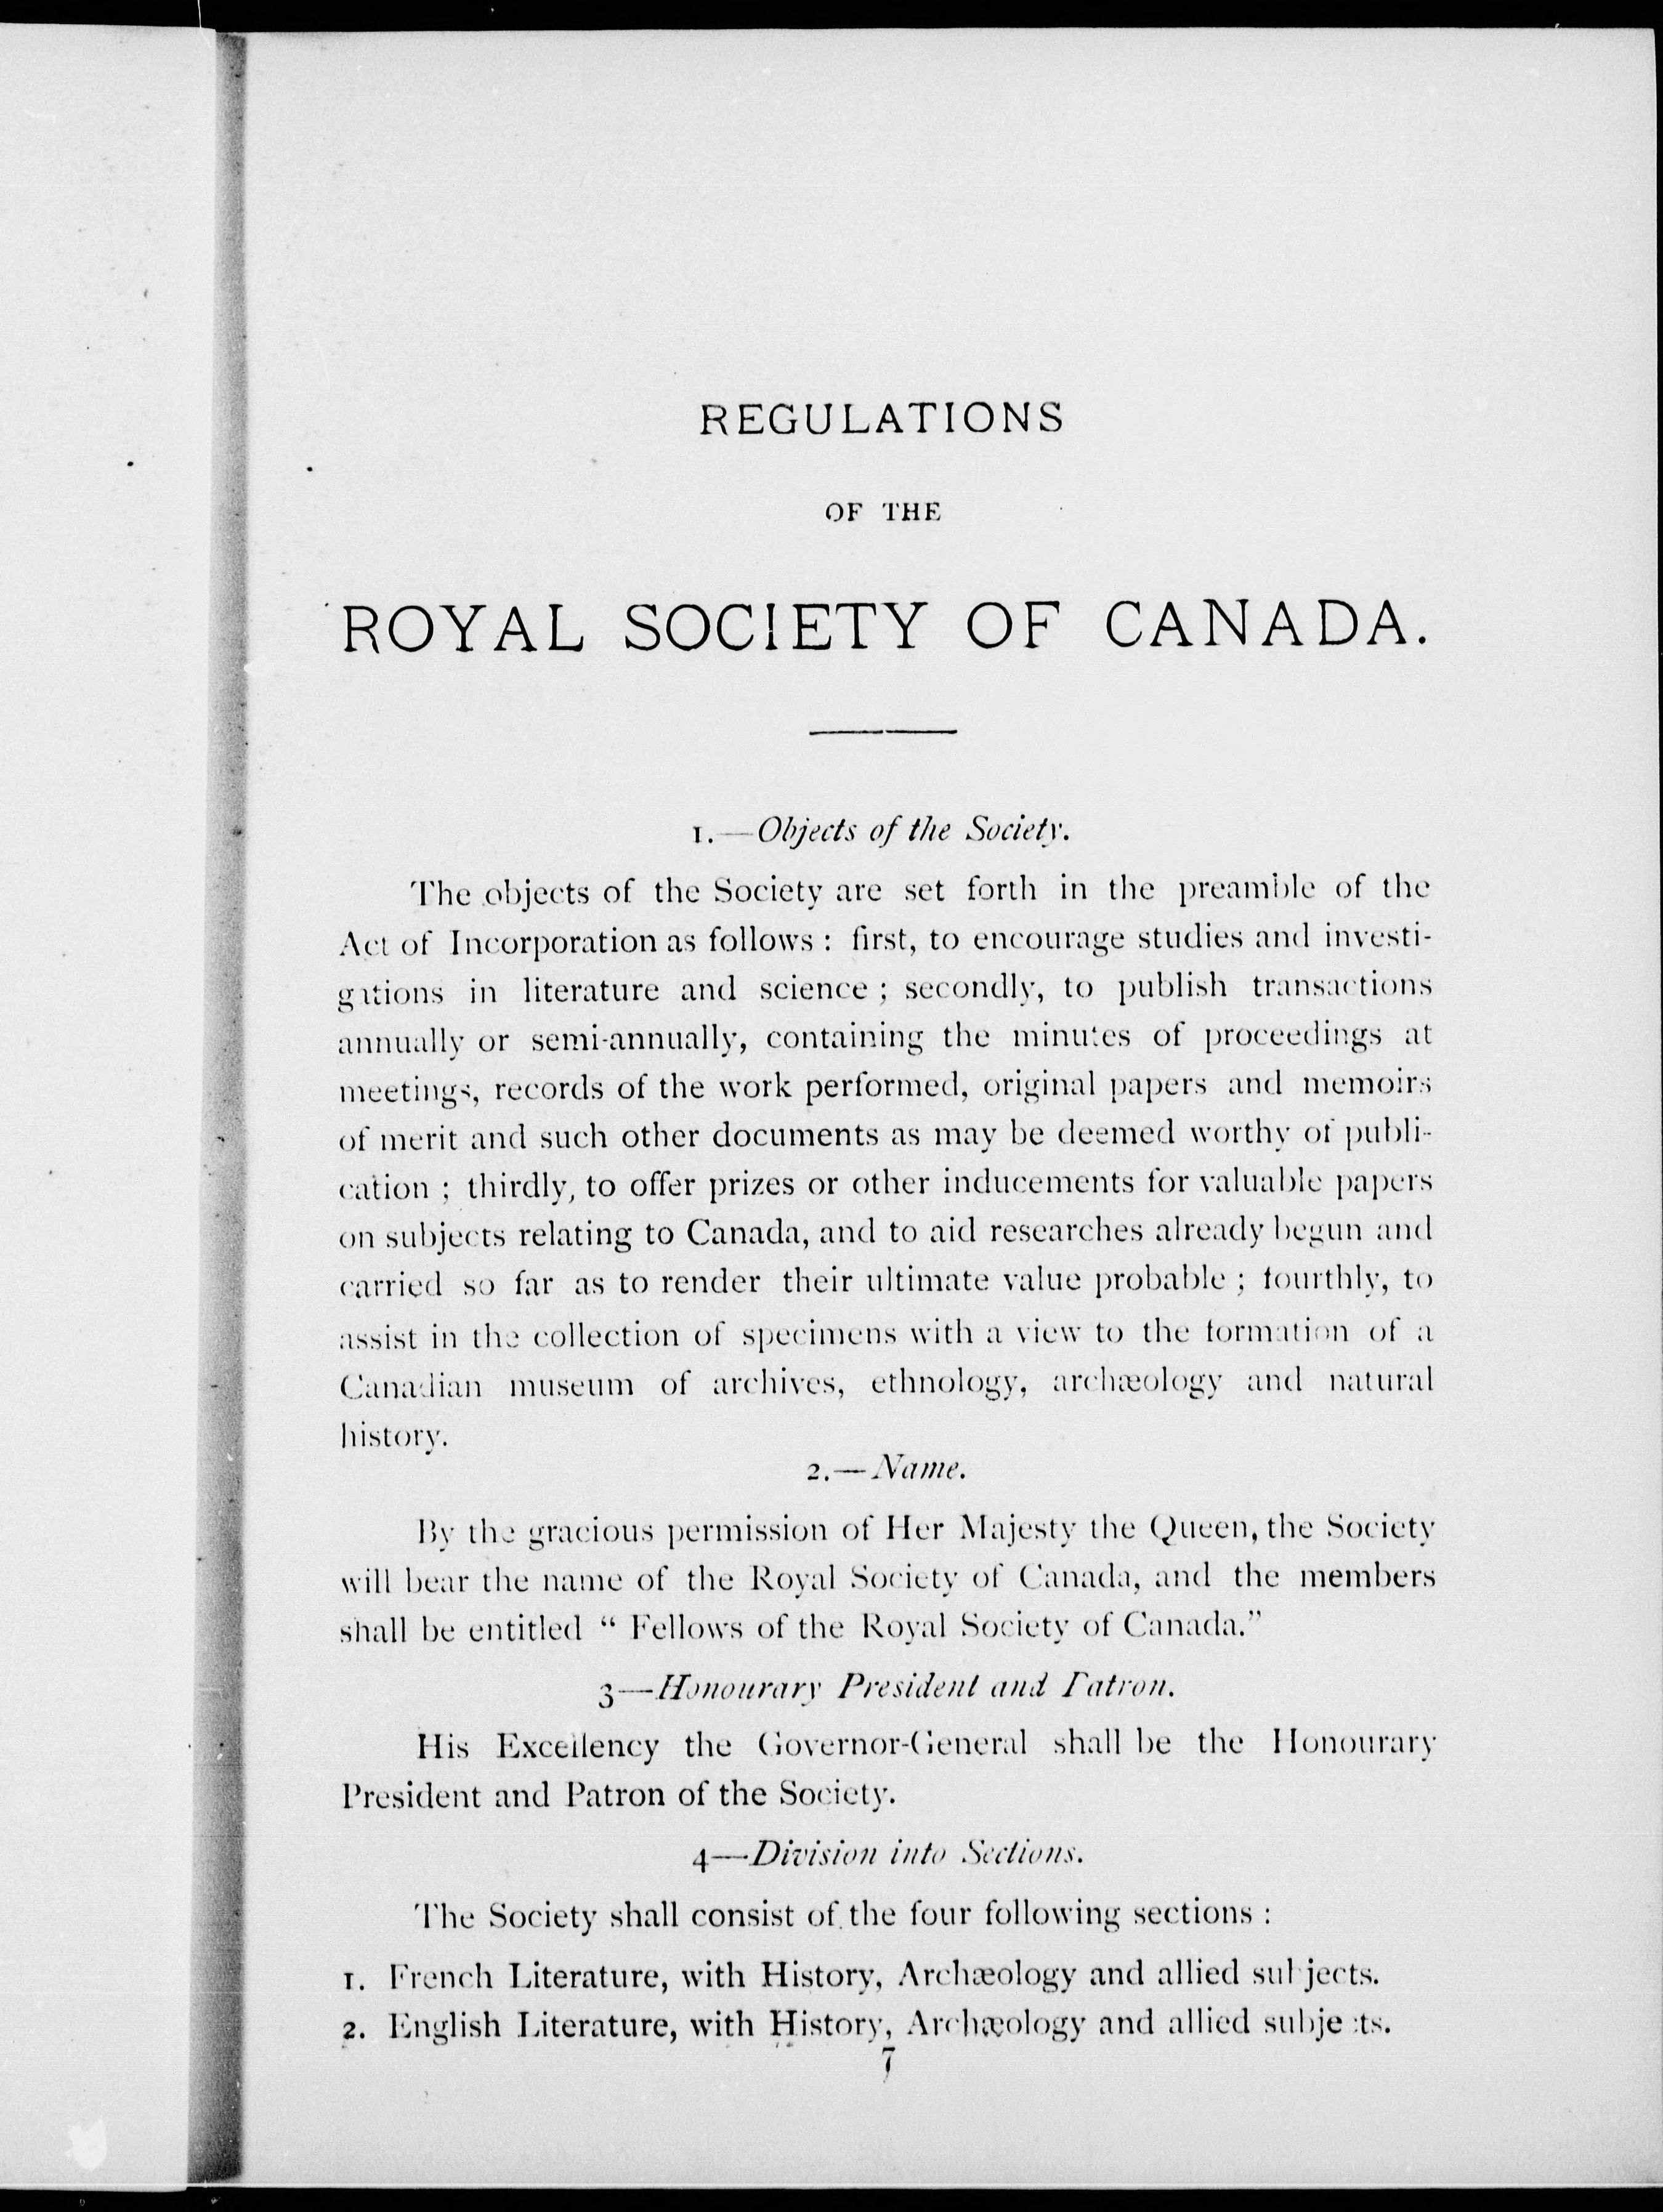 REGULATIONS
OF THE
ROYAL SOCIETY OF CANADA.
1.—Objects of the Society.
The objects of the Society are set forth in the preamble of the
Act of Incorporation as follows : first, to encourage studies and investi-
gations in literature and science ; secondly, to publish transactions
annually or semi-annually, containing the minutes of proceedings at
meetings, records of the work performed, original papers and memoirs
of merit and such other documents as may be deemed worthy of publi-
cation ; thirdly, to offer prizes or other inducements for valuable papers
on subjects relating to Canada, and to aid researches already begun and
carried so far as to render their ultimate value probable ; fourthly, to
assist in the collection of specimens with a view to the formation of a
Canadian museum of archives, ethnology, archæology and natural
history.
2.—Name.
By the gracious permission of Her Majesty the Queen, the Society
will bear the name of the Royal Society of Canada, and the members
shall be entitled “ Fellows of the Royal Society of Canada.”
3—Honourary President and Patron.
His Excellency the Governor-General shall be the Honourary
President and Patron of the Society.
4—Division into Sections.
The Society shall consist of the four following sections :
1. French Literature, with History, Archæology and allied subjects.
2. English Literature, with History, Archæology and allied subjects.
7